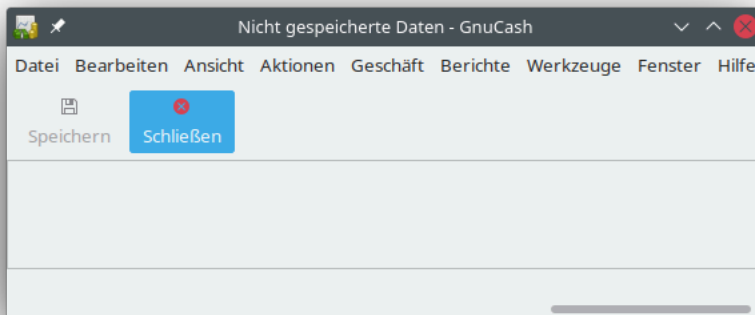 Nicht gespeicherte Daten - GnuCash
Datei Bearbeiten Ansicht Aktionen Geschäft Berichte Werkzeuge Fenster Hilfe
Speichern Schließen